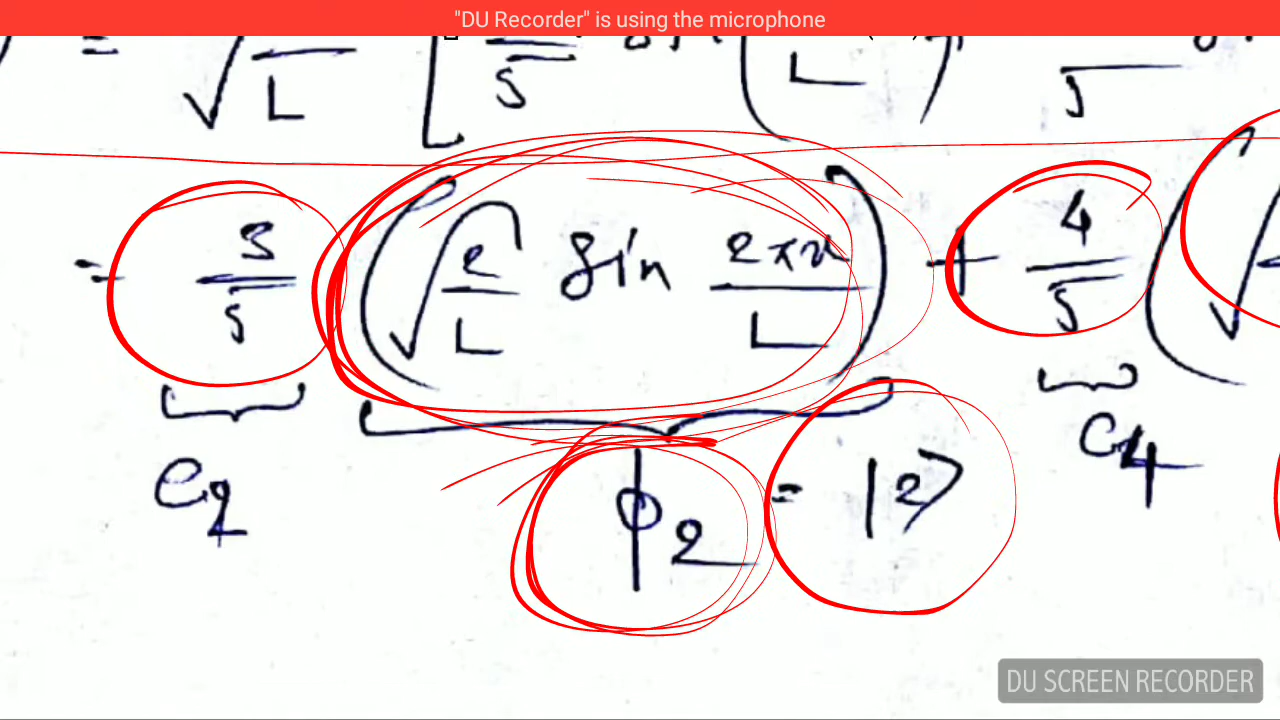 "DU Recorder" is using the microphone
= √ L [ 5 ( L ) 5
= 3/5 (√2/L Sin 2πx/L) + 4/5 (√
C2 ϕ2 = |2⟩ C4
DU SCREEN RECORDER